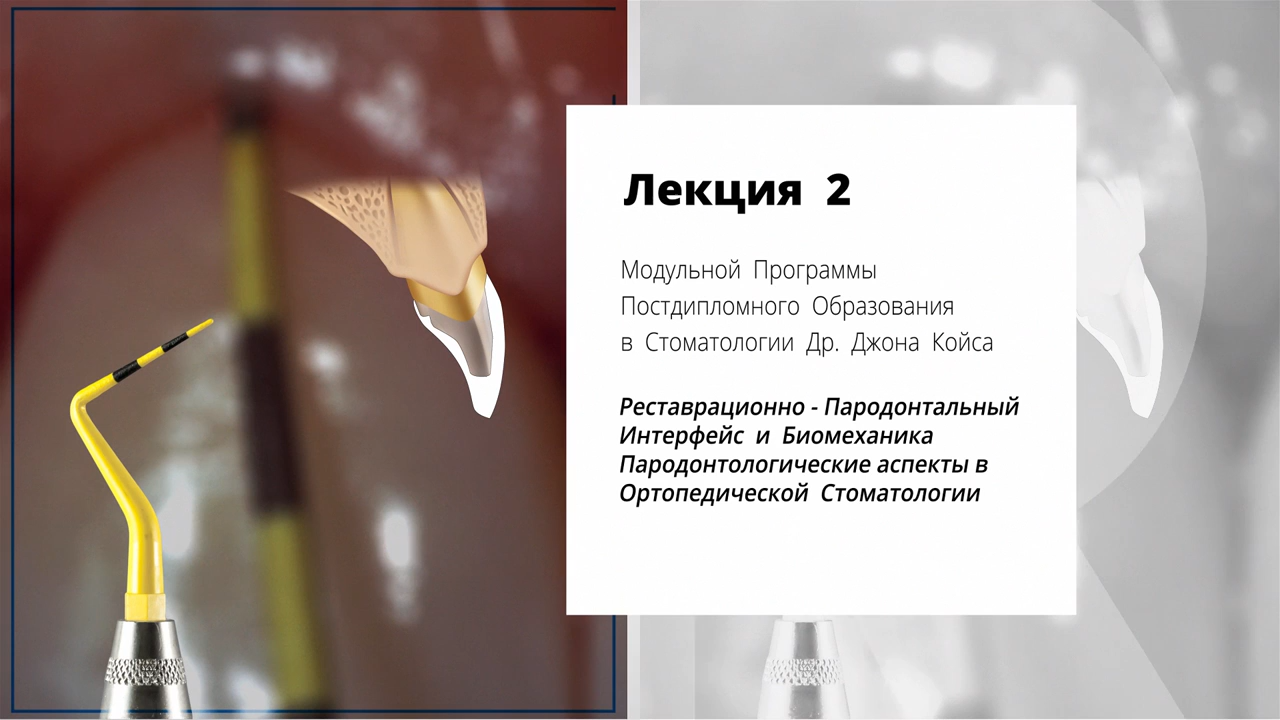 Лекция 2
Модульной Программы
Постдипломного Образования
в Стоматологии Др. Джона Койса
Реставрационно - Пародонтальный
Интерфейс и Биомеханика
Пародонтологические аспекты в
Ортопедической Стоматологии